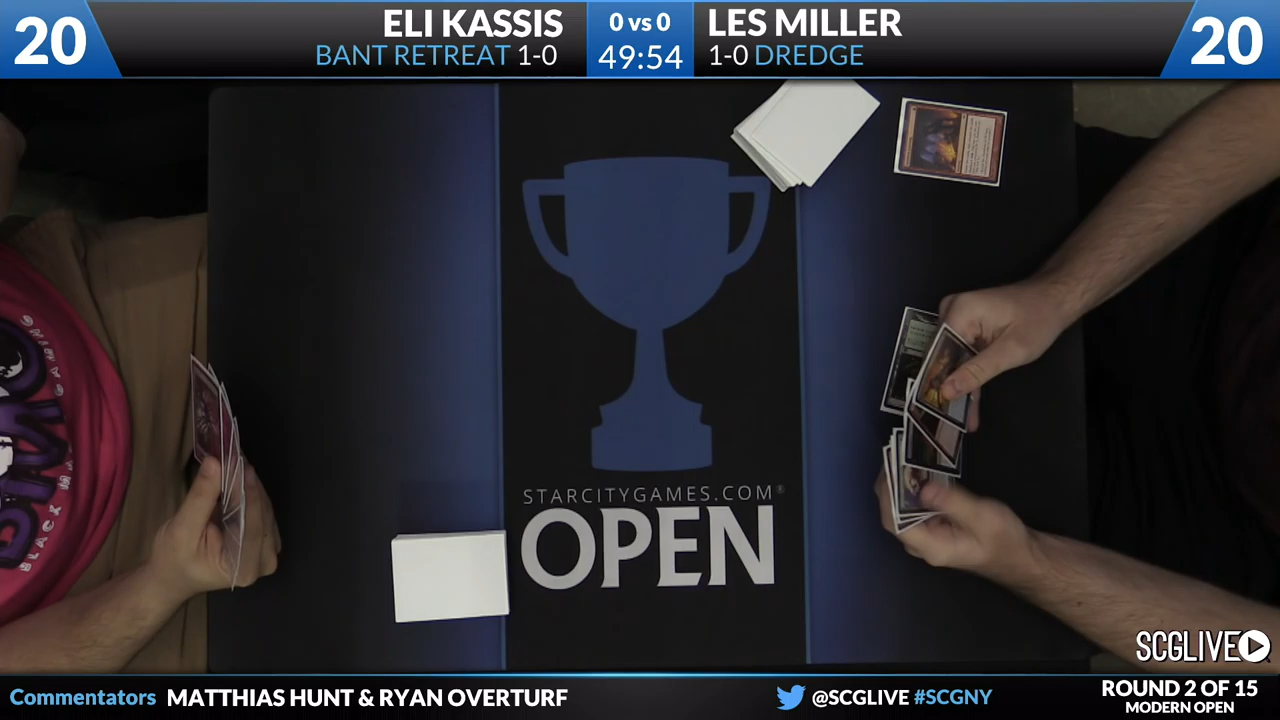 20
ELI KASSIS
BANT RETREAT 1-0
0 vs 0
49:54
LES MILLER
1-0 DREDGE
20
STARCITYGAMES.COM®
OPEN
SCGLIVE
Commentators MATTHIAS HUNT & RYAN OVERTURF
@SCGLIVE #SCGNY
ROUND 2 OF 15
MODERN OPEN